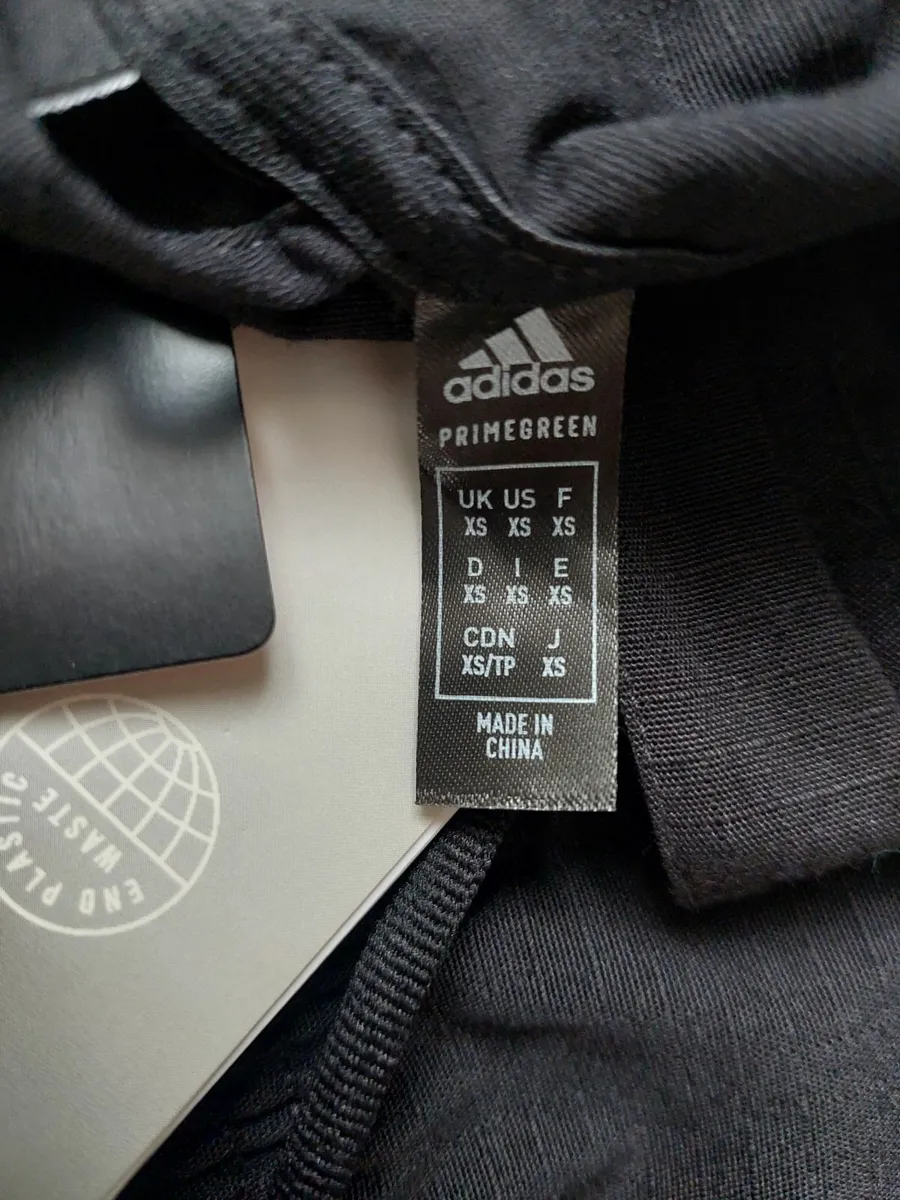 adidas
PRIMEGREEN
UK US F
XS XS XS
D I E
XS XS XS
CDN J
XS/TP XS
MADE IN
CHINA
END PLASTIC
WASTE